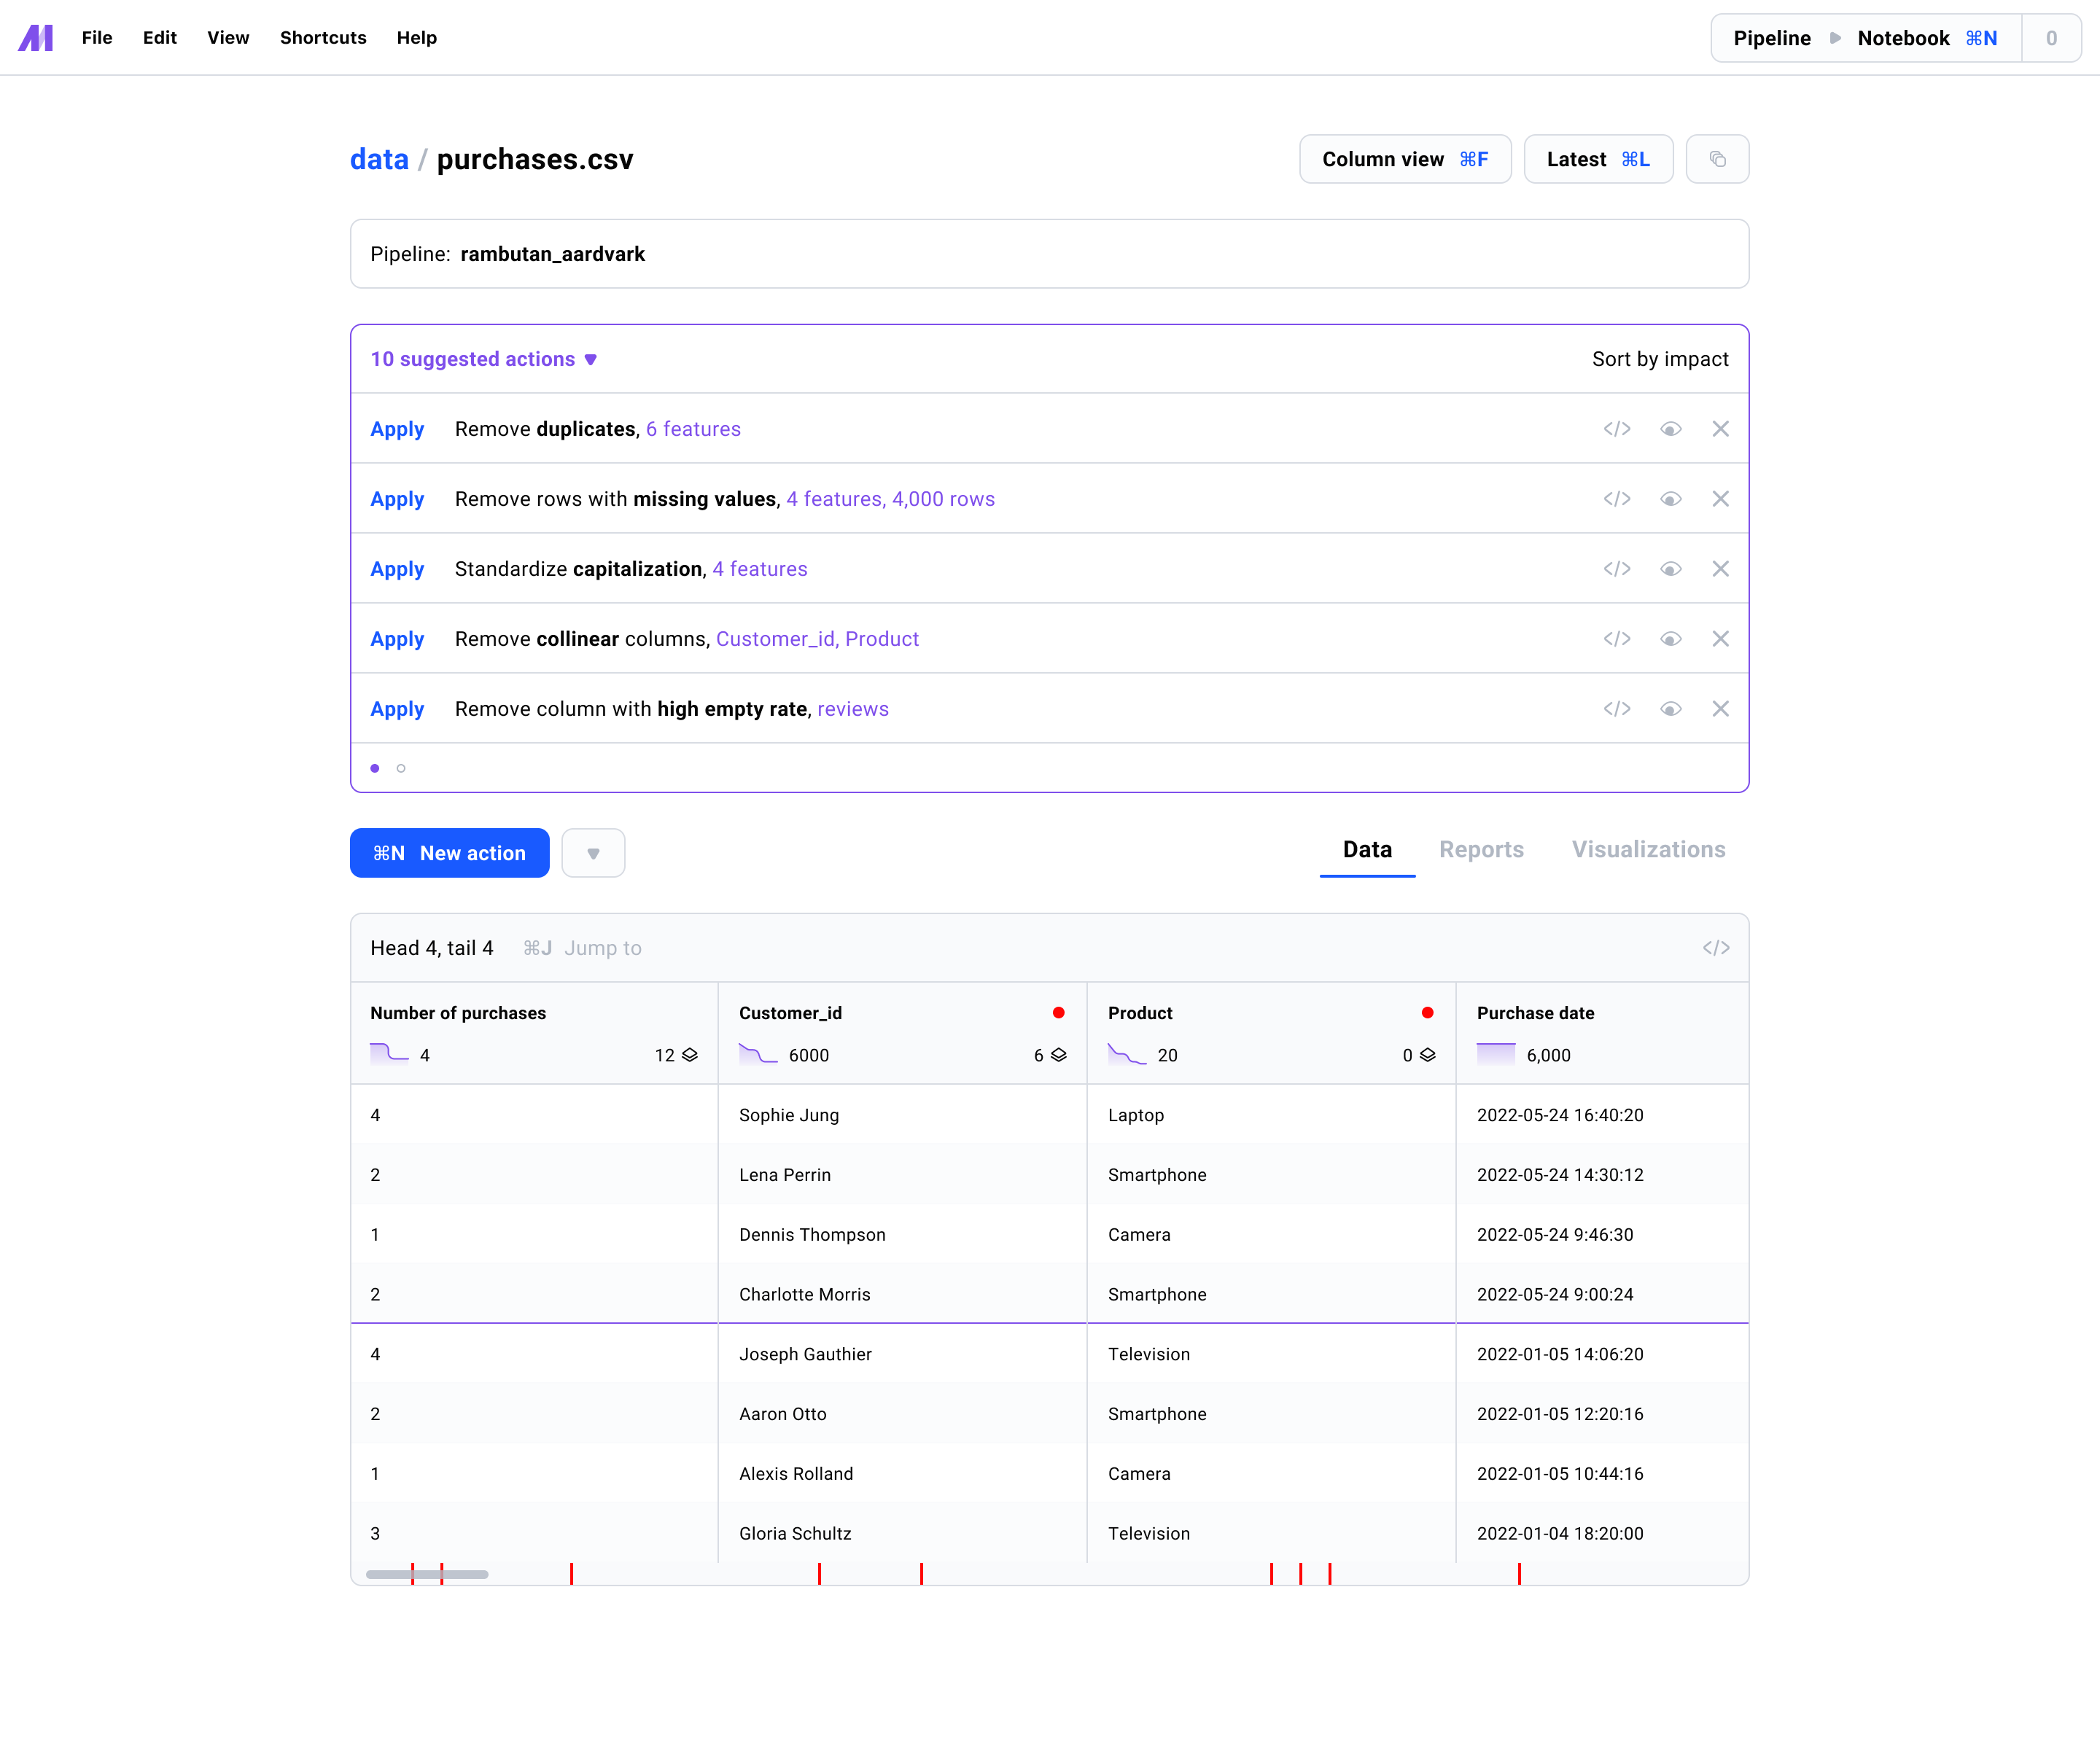 File Edit View Shortcuts Help Pipeline Notebook ⌘N 0
data / purchases.csv Column view ⌘F Latest ⌘L
Pipeline: rambutan_aardvark
10 suggested actions Sort by impact
Apply Remove duplicates, 6 features
Apply Remove rows with missing values, 4 features, 4,000 rows
Apply Standardize capitalization, 4 features
Apply Remove collinear columns, Customer_id, Product
Apply Remove column with high empty rate, reviews
⌘N New action Data Reports Visualizations
Head 4, tail 4 ⌘J Jump to
Number of purchases Customer_id Product Purchase date
4 12 6000 6 20 0 6,000
4 Sophie Jung Laptop 2022-05-24 16:40:20
2 Lena Perrin Smartphone 2022-05-24 14:30:12
1 Dennis Thompson Camera 2022-05-24 9:46:30
2 Charlotte Morris Smartphone 2022-05-24 9:00:24
4 Joseph Gauthier Television 2022-01-05 14:06:20
2 Aaron Otto Smartphone 2022-01-05 12:20:16
1 Alexis Rolland Camera 2022-01-05 10:44:16
3 Gloria Schultz Television 2022-01-04 18:20:00